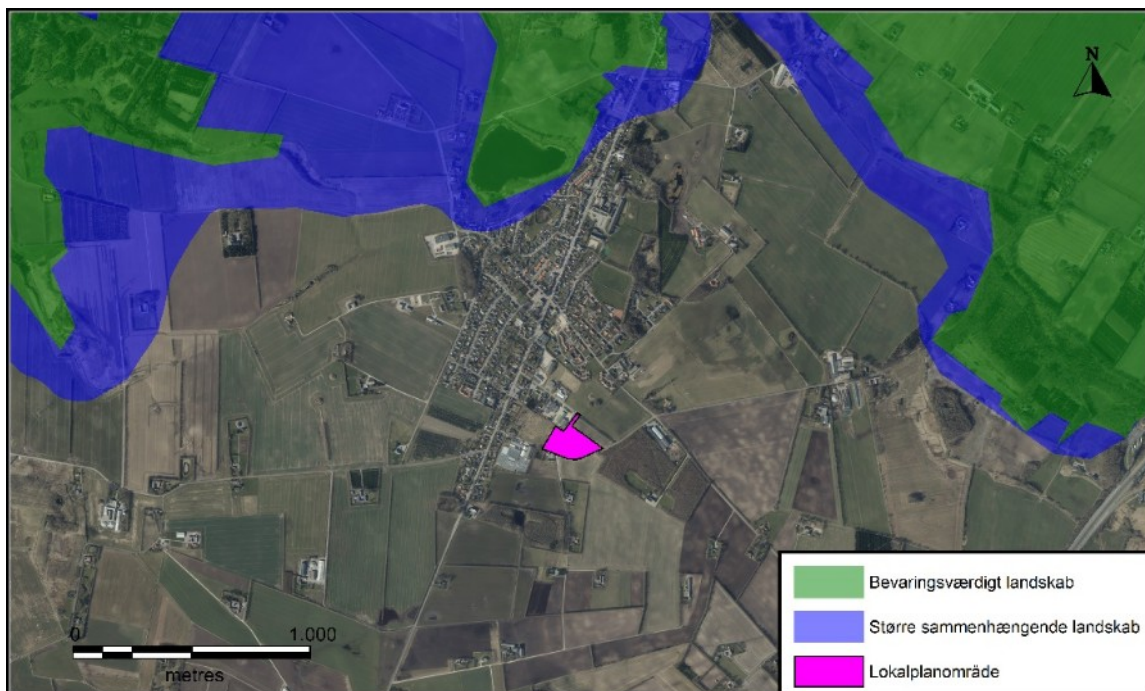 N
Bevaringsværdigt landskab
Større sammenhængende landskab
Lokalplanområde
0 1.000
metres